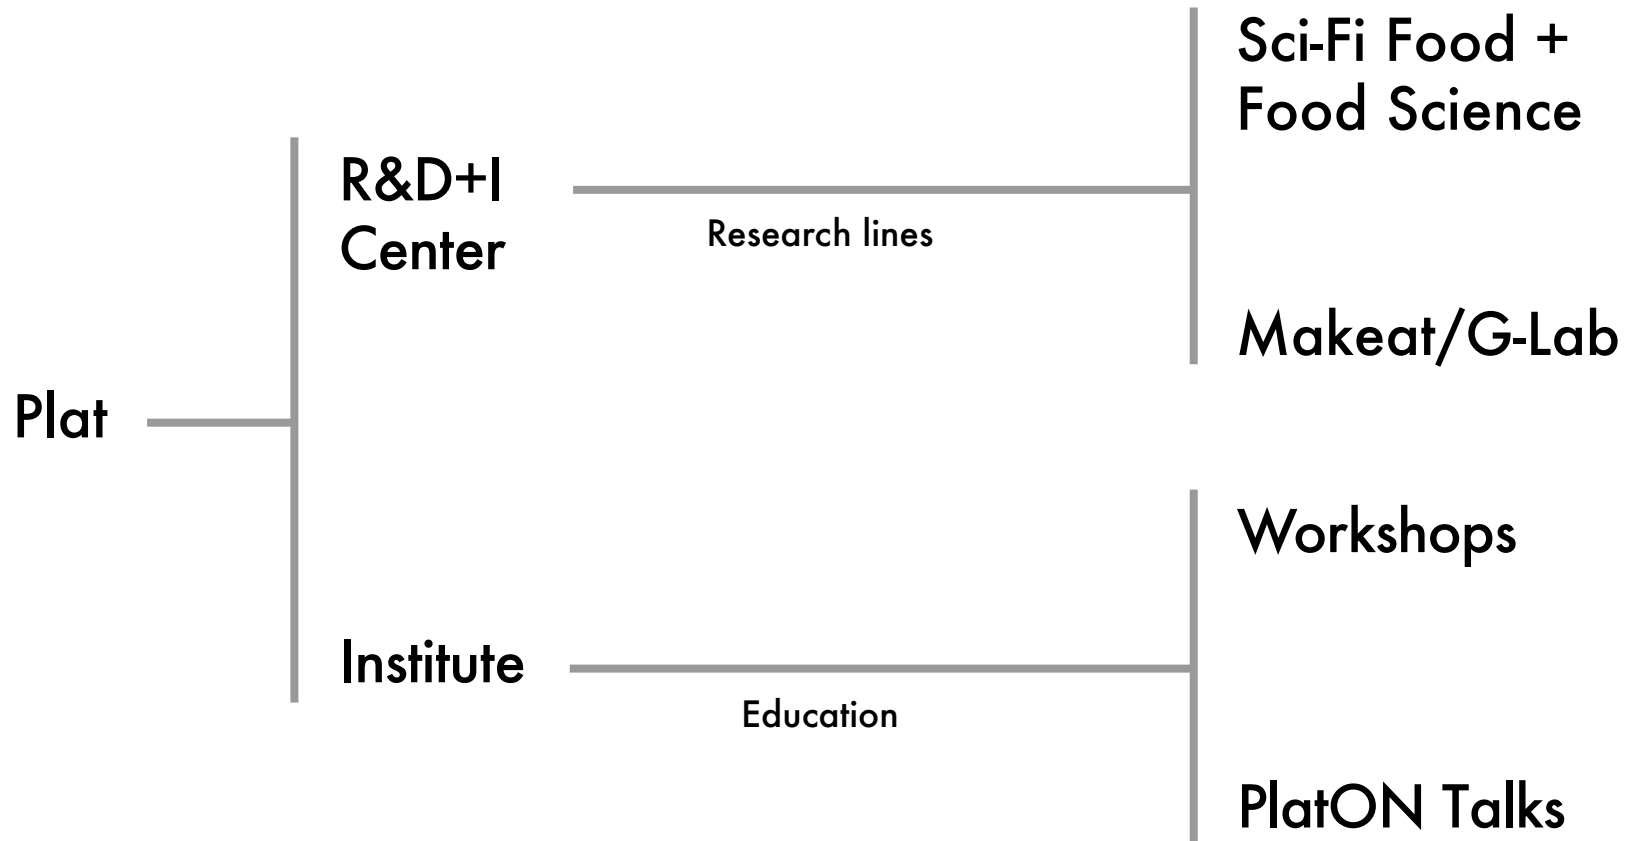 Plat
R&D+I
Center
Research lines
Sci-Fi Food +
Food Science
Makeat/G-Lab
Institute
Education
Workshops
PlatON Talks